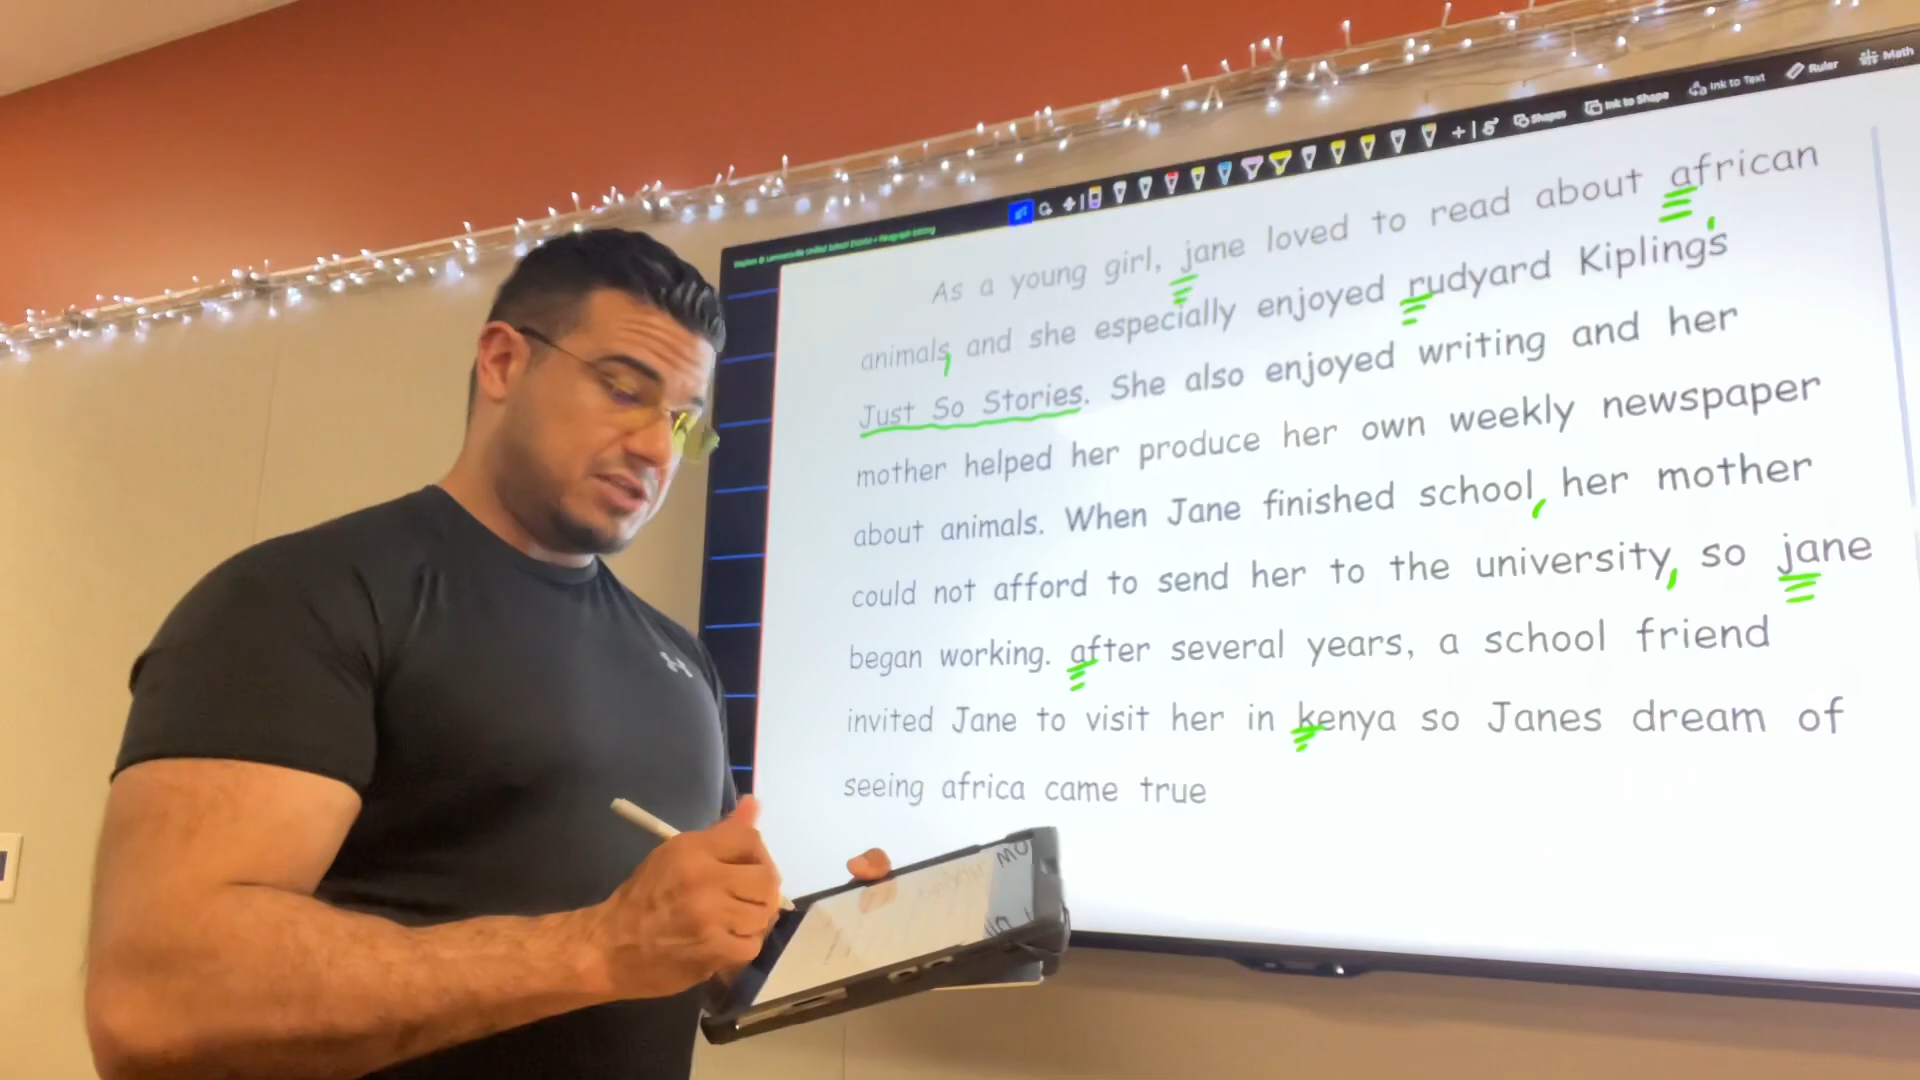 Math
Ruler
Ink to Text
Ink to Shape
Shapes
As a young girl, jane loved to read about african
animals, and she especially enjoyed rudyard Kipling's
Just So Stories. She also enjoyed writing and her
mother helped her produce her own weekly newspaper
about animals. When Jane finished school, her mother
could not afford to send her to the university, so jane
began working. after several years, a school friend
invited Jane to visit her in kenya so Janes dream of
seeing africa came true